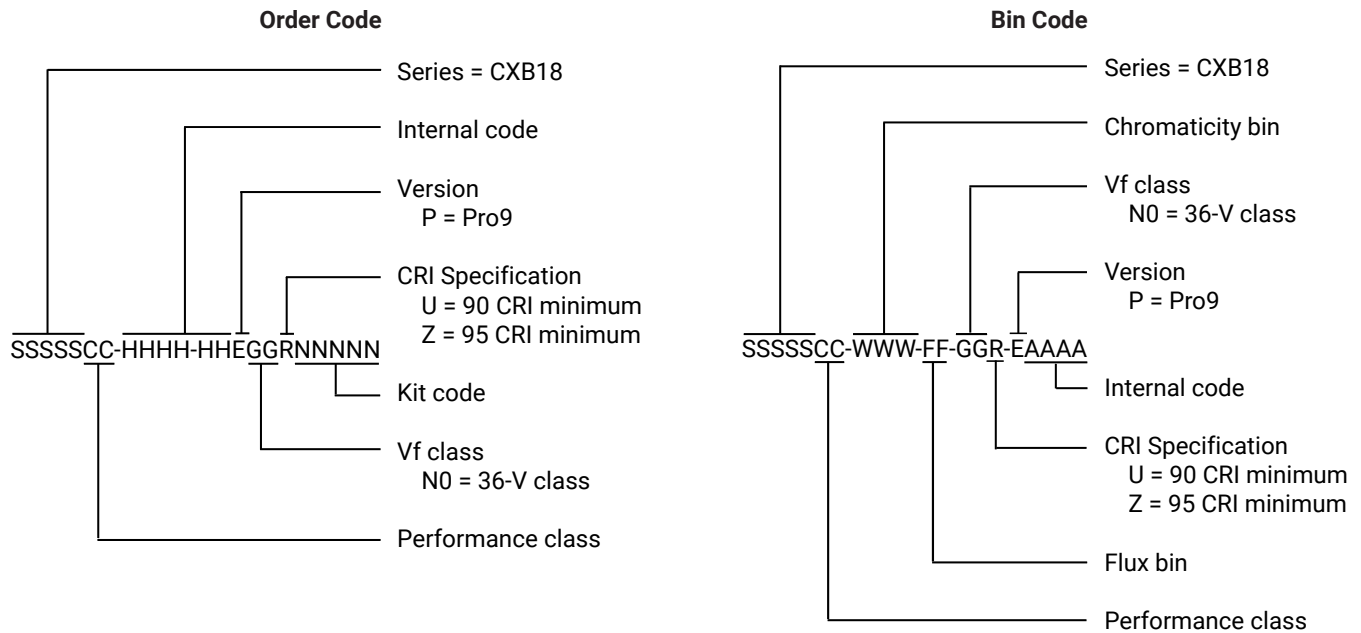 Order Code
Series = CXB18
Internal code
Version
P = Pro9
CRI Specification
U = 90 CRI minimum
Z = 95 CRI minimum
SSSSSCC-HHHH-HHEGGRNNNNN
Kit code
Vf class
N0 = 36-V class
Performance class
Bin Code
Series = CXB18
Chromaticity bin
Vf class
N0 = 36-V class
Version
P = Pro9
SSSSSCC-WWW-FF-GGR-EAAAA
Internal code
CRI Specification
U = 90 CRI minimum
Z = 95 CRI minimum
Flux bin
Performance class